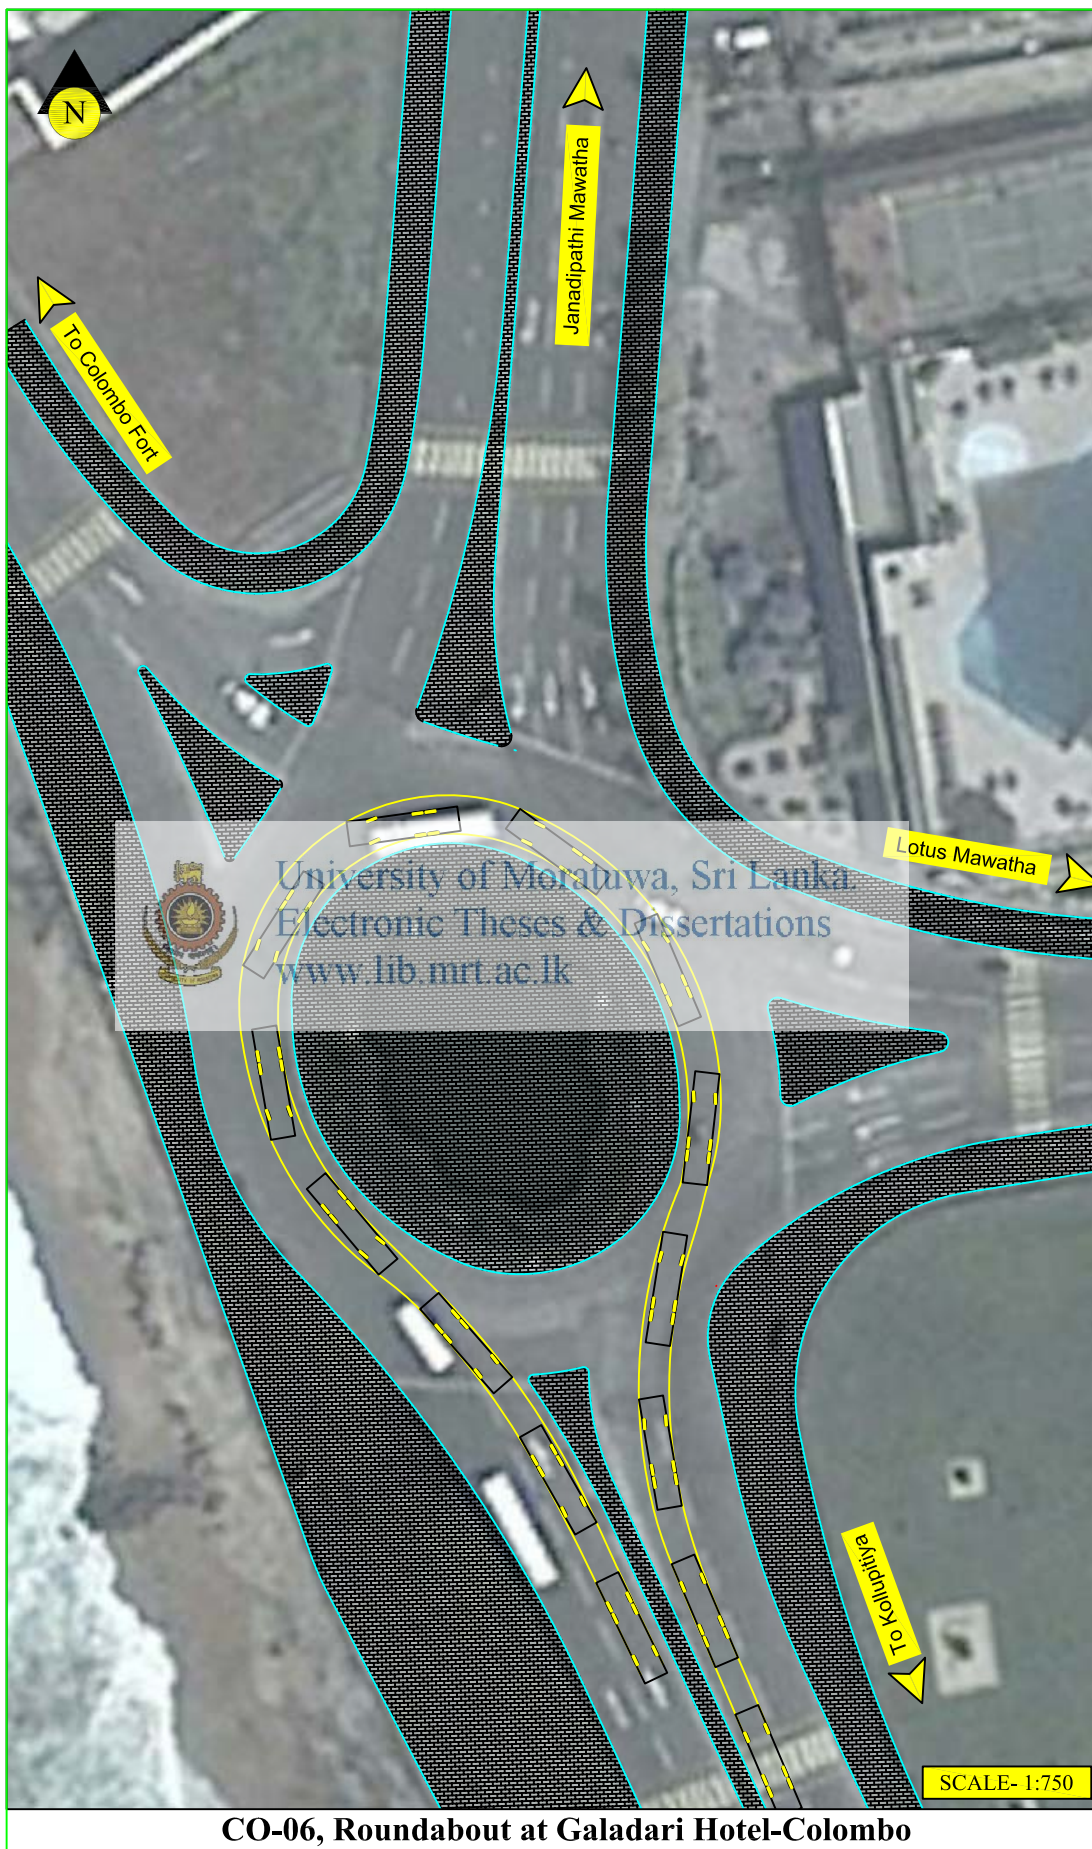 N
Janadipathi Mawatha
To Colombo Fort
Lotus Mawatha
University of Moratuwa, Sri Lanka.
Electronic Theses & Dissertations
www.lib.mrt.ac.lk
To Kollupitiya
SCALE- 1:750
CO-06, Roundabout at Galadari Hotel-Colombo